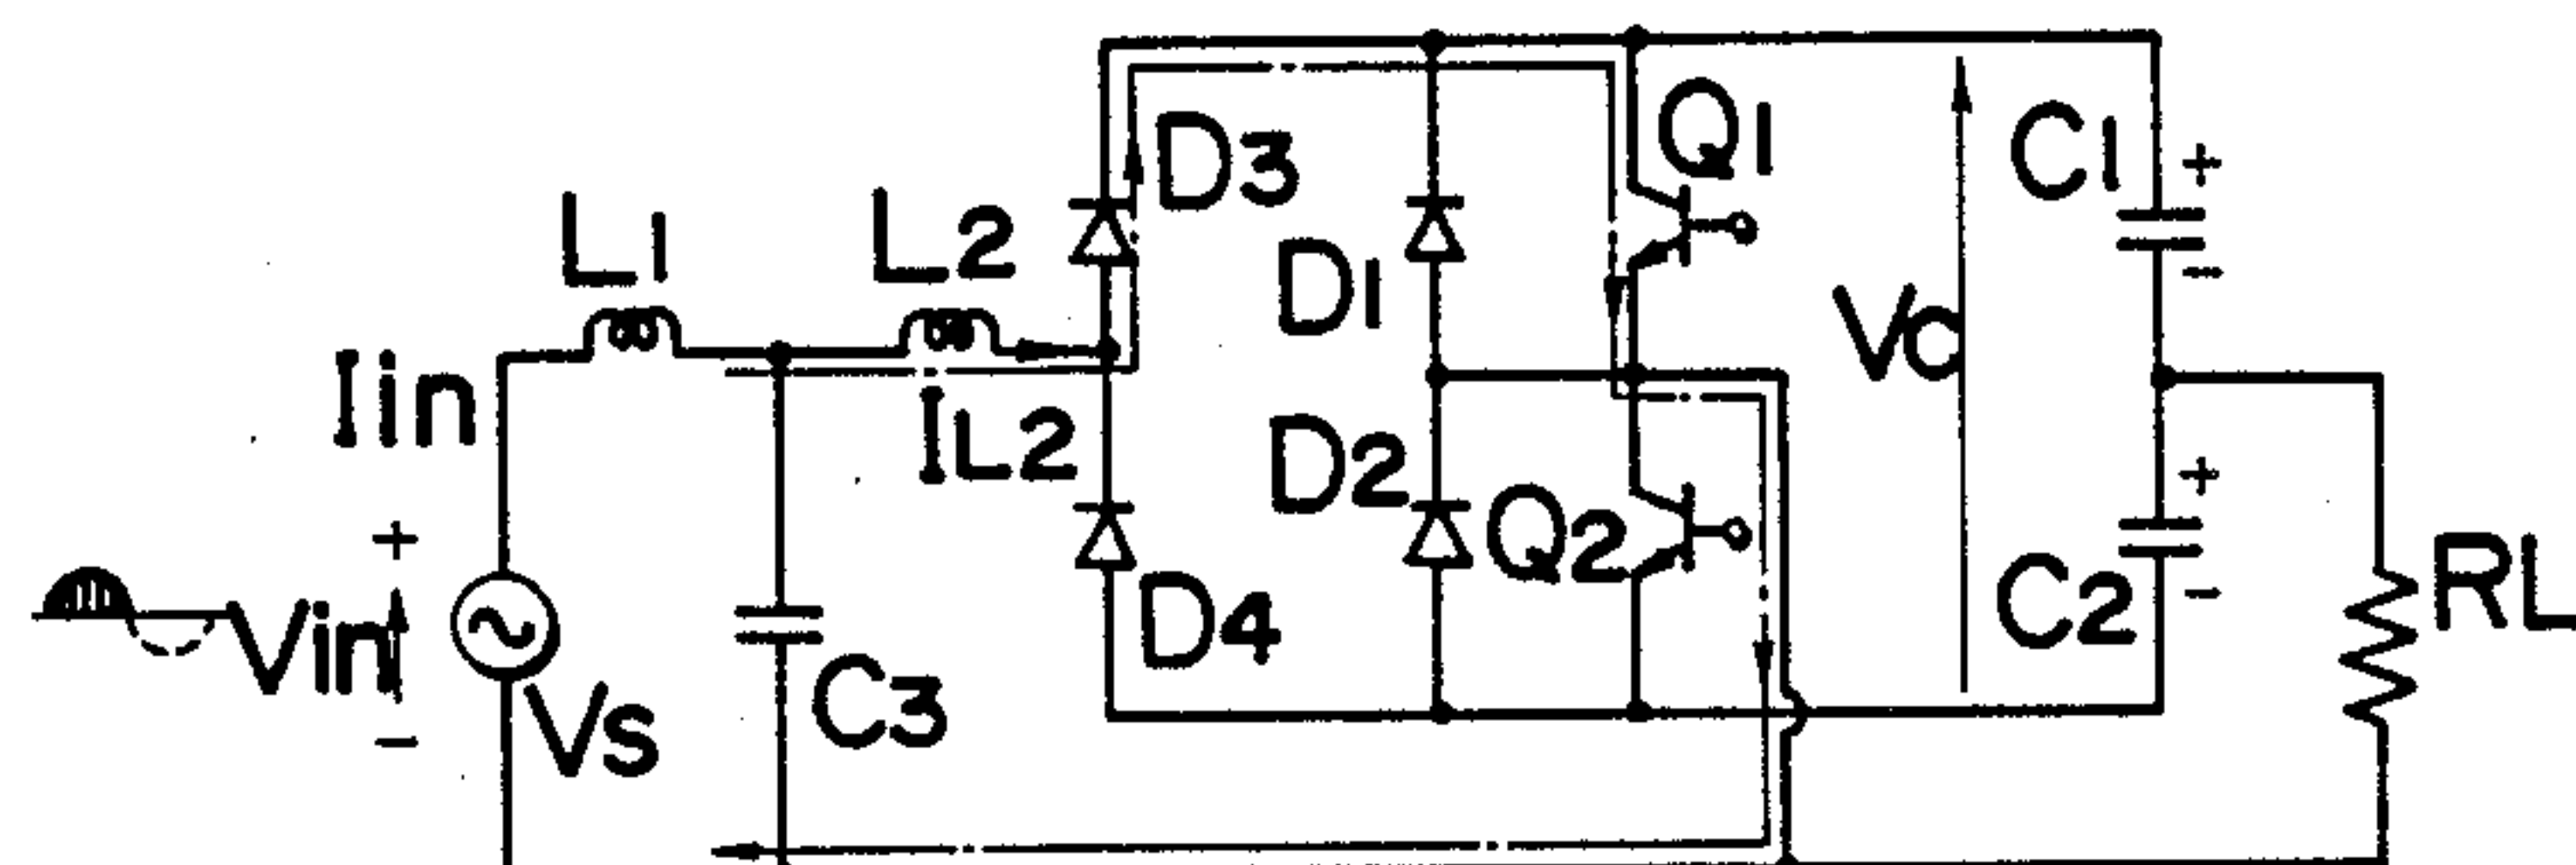 Q1
C1
+
-
D3
L1
L2
D1
Vc
Iin
IL2
D2
Q2
+
-
C2
RL
+
Vin
-
Vs
D4
C3